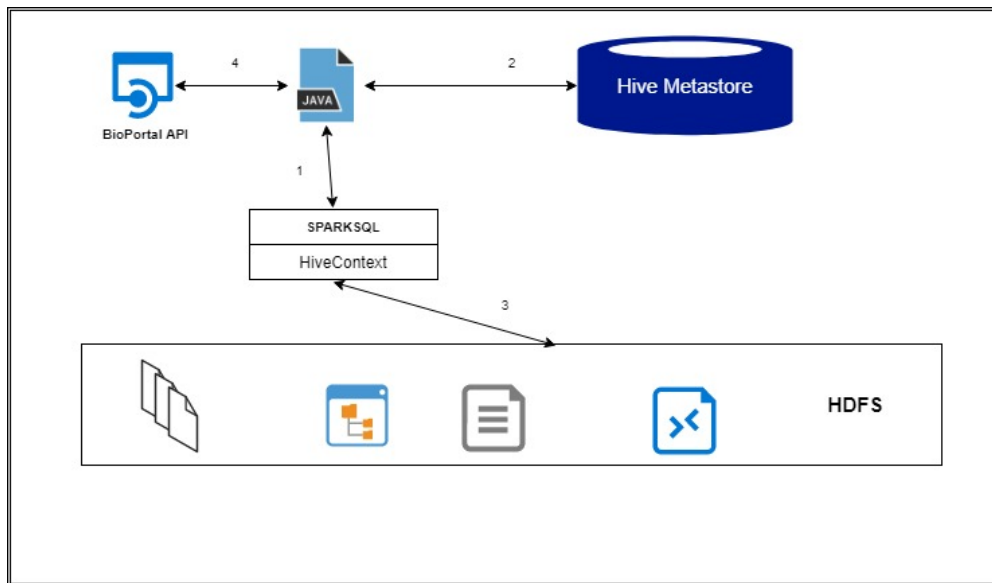 4
2
Hive Metastore
JAVA
BioPortal API
1
SPARKSQL
HiveContext
3
HDFS